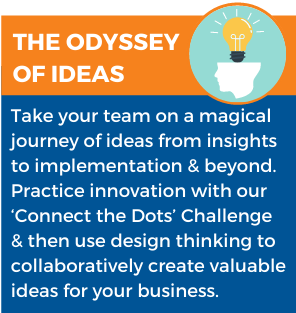 THE ODYSSEY
OF IDEAS
Take your team on a magical
journey of ideas from insights
to implementation & beyond.
Practice innovation with our
‘Connect the Dots’ Challenge
& then use design thinking to
collaboratively create valuable
ideas for your business.